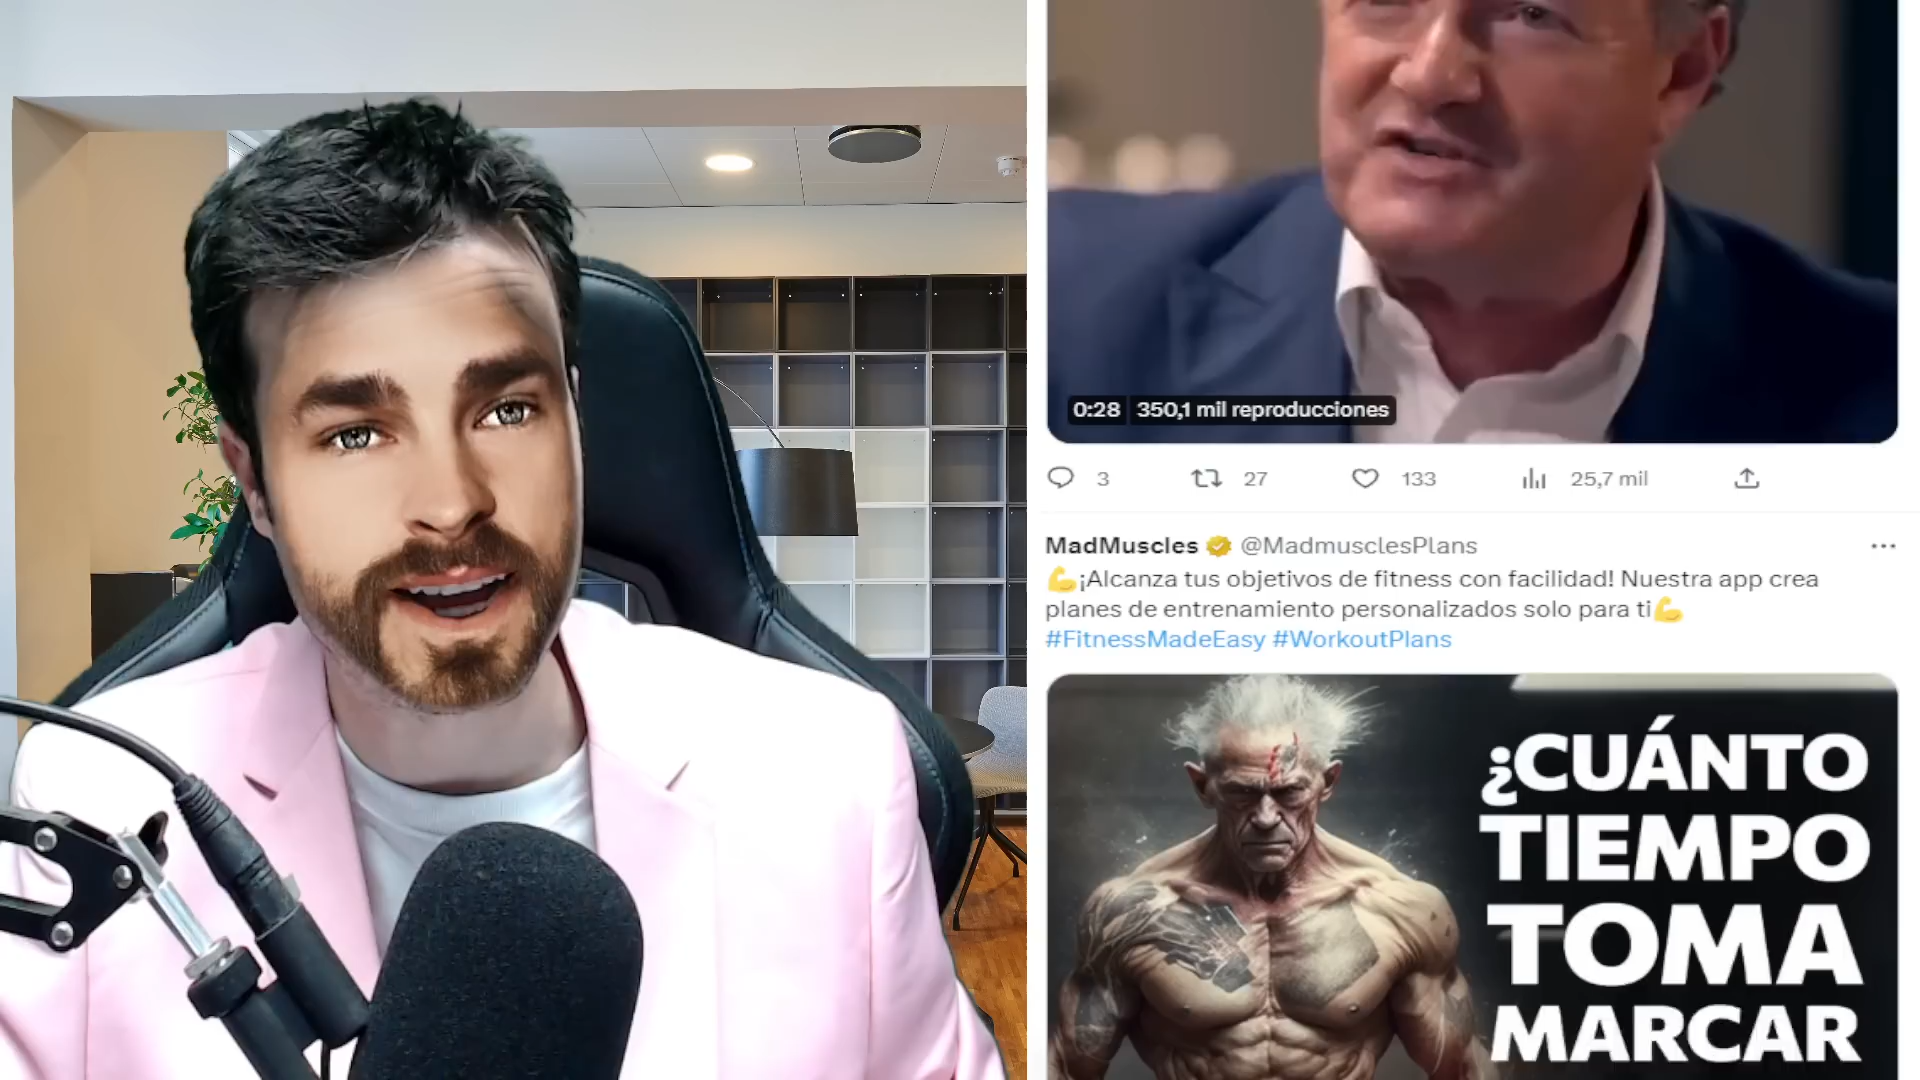 0:28 350,1 mil reproducciones
3 27 133 25,7 mil
MadMuscles @MadmusclesPlans
💪¡Alcanza tus objetivos de fitness con facilidad! Nuestra app crea
planes de entrenamiento personalizados solo para ti💪
#FitnessMadeEasy #WorkoutPlans
¿CUÁNTO
TIEMPO
TOMA
MARCAR